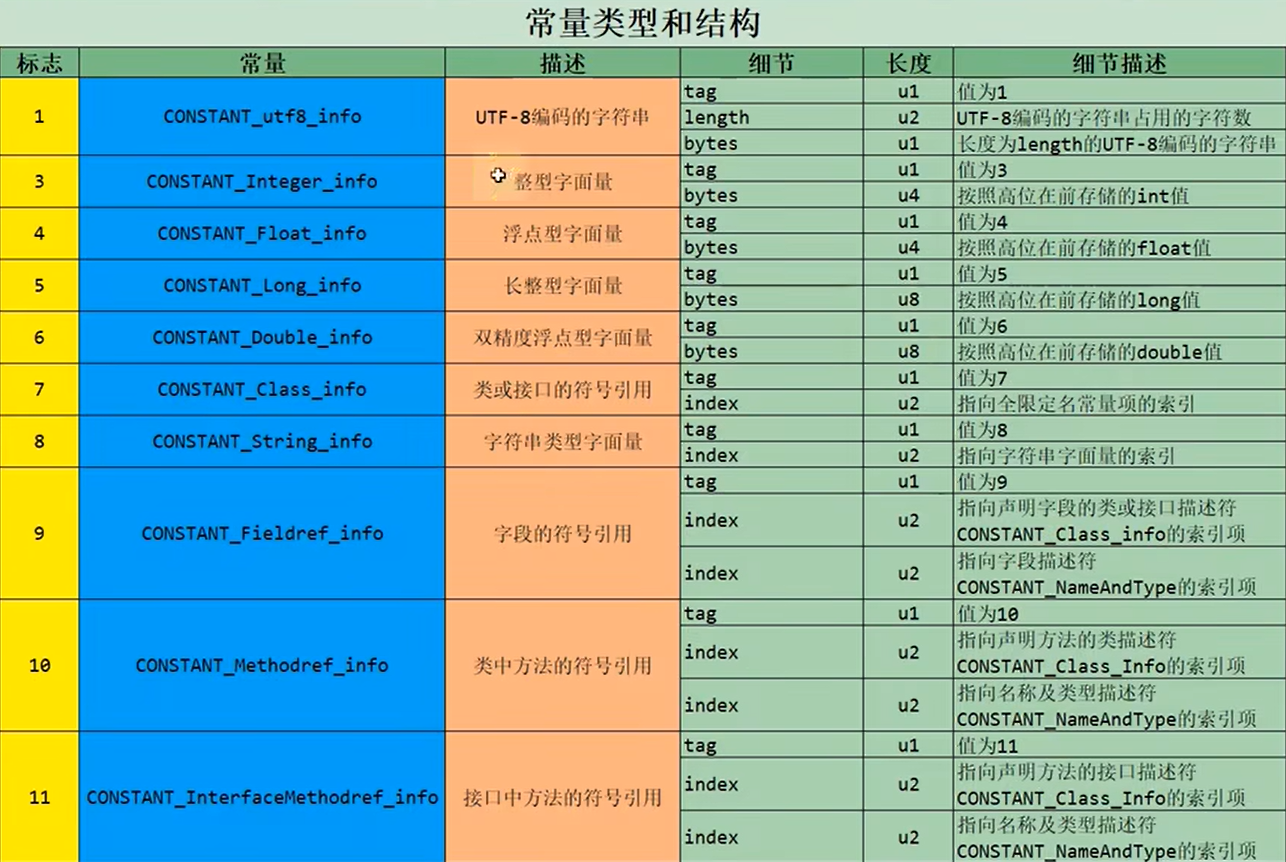 常量类型和结构
标志 常量 描述 细节 长度 细节描述
1 CONSTANT_utf8_info UTF-8编码的字符串 tag u1 值为1
length u2 UTF-8编码的字符串占用的字符数
bytes u1 长度为length的UTF-8编码的字符串
3 CONSTANT_Integer_info 整型字面量 tag u1 值为3
bytes u4 按照高位在前存储的int值
4 CONSTANT_Float_info 浮点型字面量 tag u1 值为4
bytes u4 按照高位在前存储的float值
5 CONSTANT_Long_info 长整型字面量 tag u1 值为5
bytes u8 按照高位在前存储的long值
6 CONSTANT_Double_info 双精度浮点型字面量 tag u1 值为6
bytes u8 按照高位在前存储的double值
7 CONSTANT_Class_info 类或接口的符号引用 tag u1 值为7
index u2 指向全限定名常量项的索引
8 CONSTANT_String_info 字符串类型字面量 tag u1 值为8
index u2 指向字符串字面量的索引
9 CONSTANT_Fieldref_info 字段的符号引用 tag u1 值为9
index u2 指向声明字段的类或接口描述符
CONSTANT_Class_info的索引项
index u2 指向字段描述符
CONSTANT_NameAndType的索引项
10 CONSTANT_Methodref_info 类中方法的符号引用 tag u1 值为10
index u2 指向声明方法的类描述符
CONSTANT_Class_Info的索引项
index u2 指向名称及类型描述符
CONSTANT_NameAndType的索引项
11 CONSTANT_InterfaceMethodref_info 接口中方法的符号引用 tag u1 值为11
index u2 指向声明方法的接口描述符
CONSTANT_Class_Info的索引项
index u2 指向名称及类型描述符
CONSTANT_NameAndType的索引项